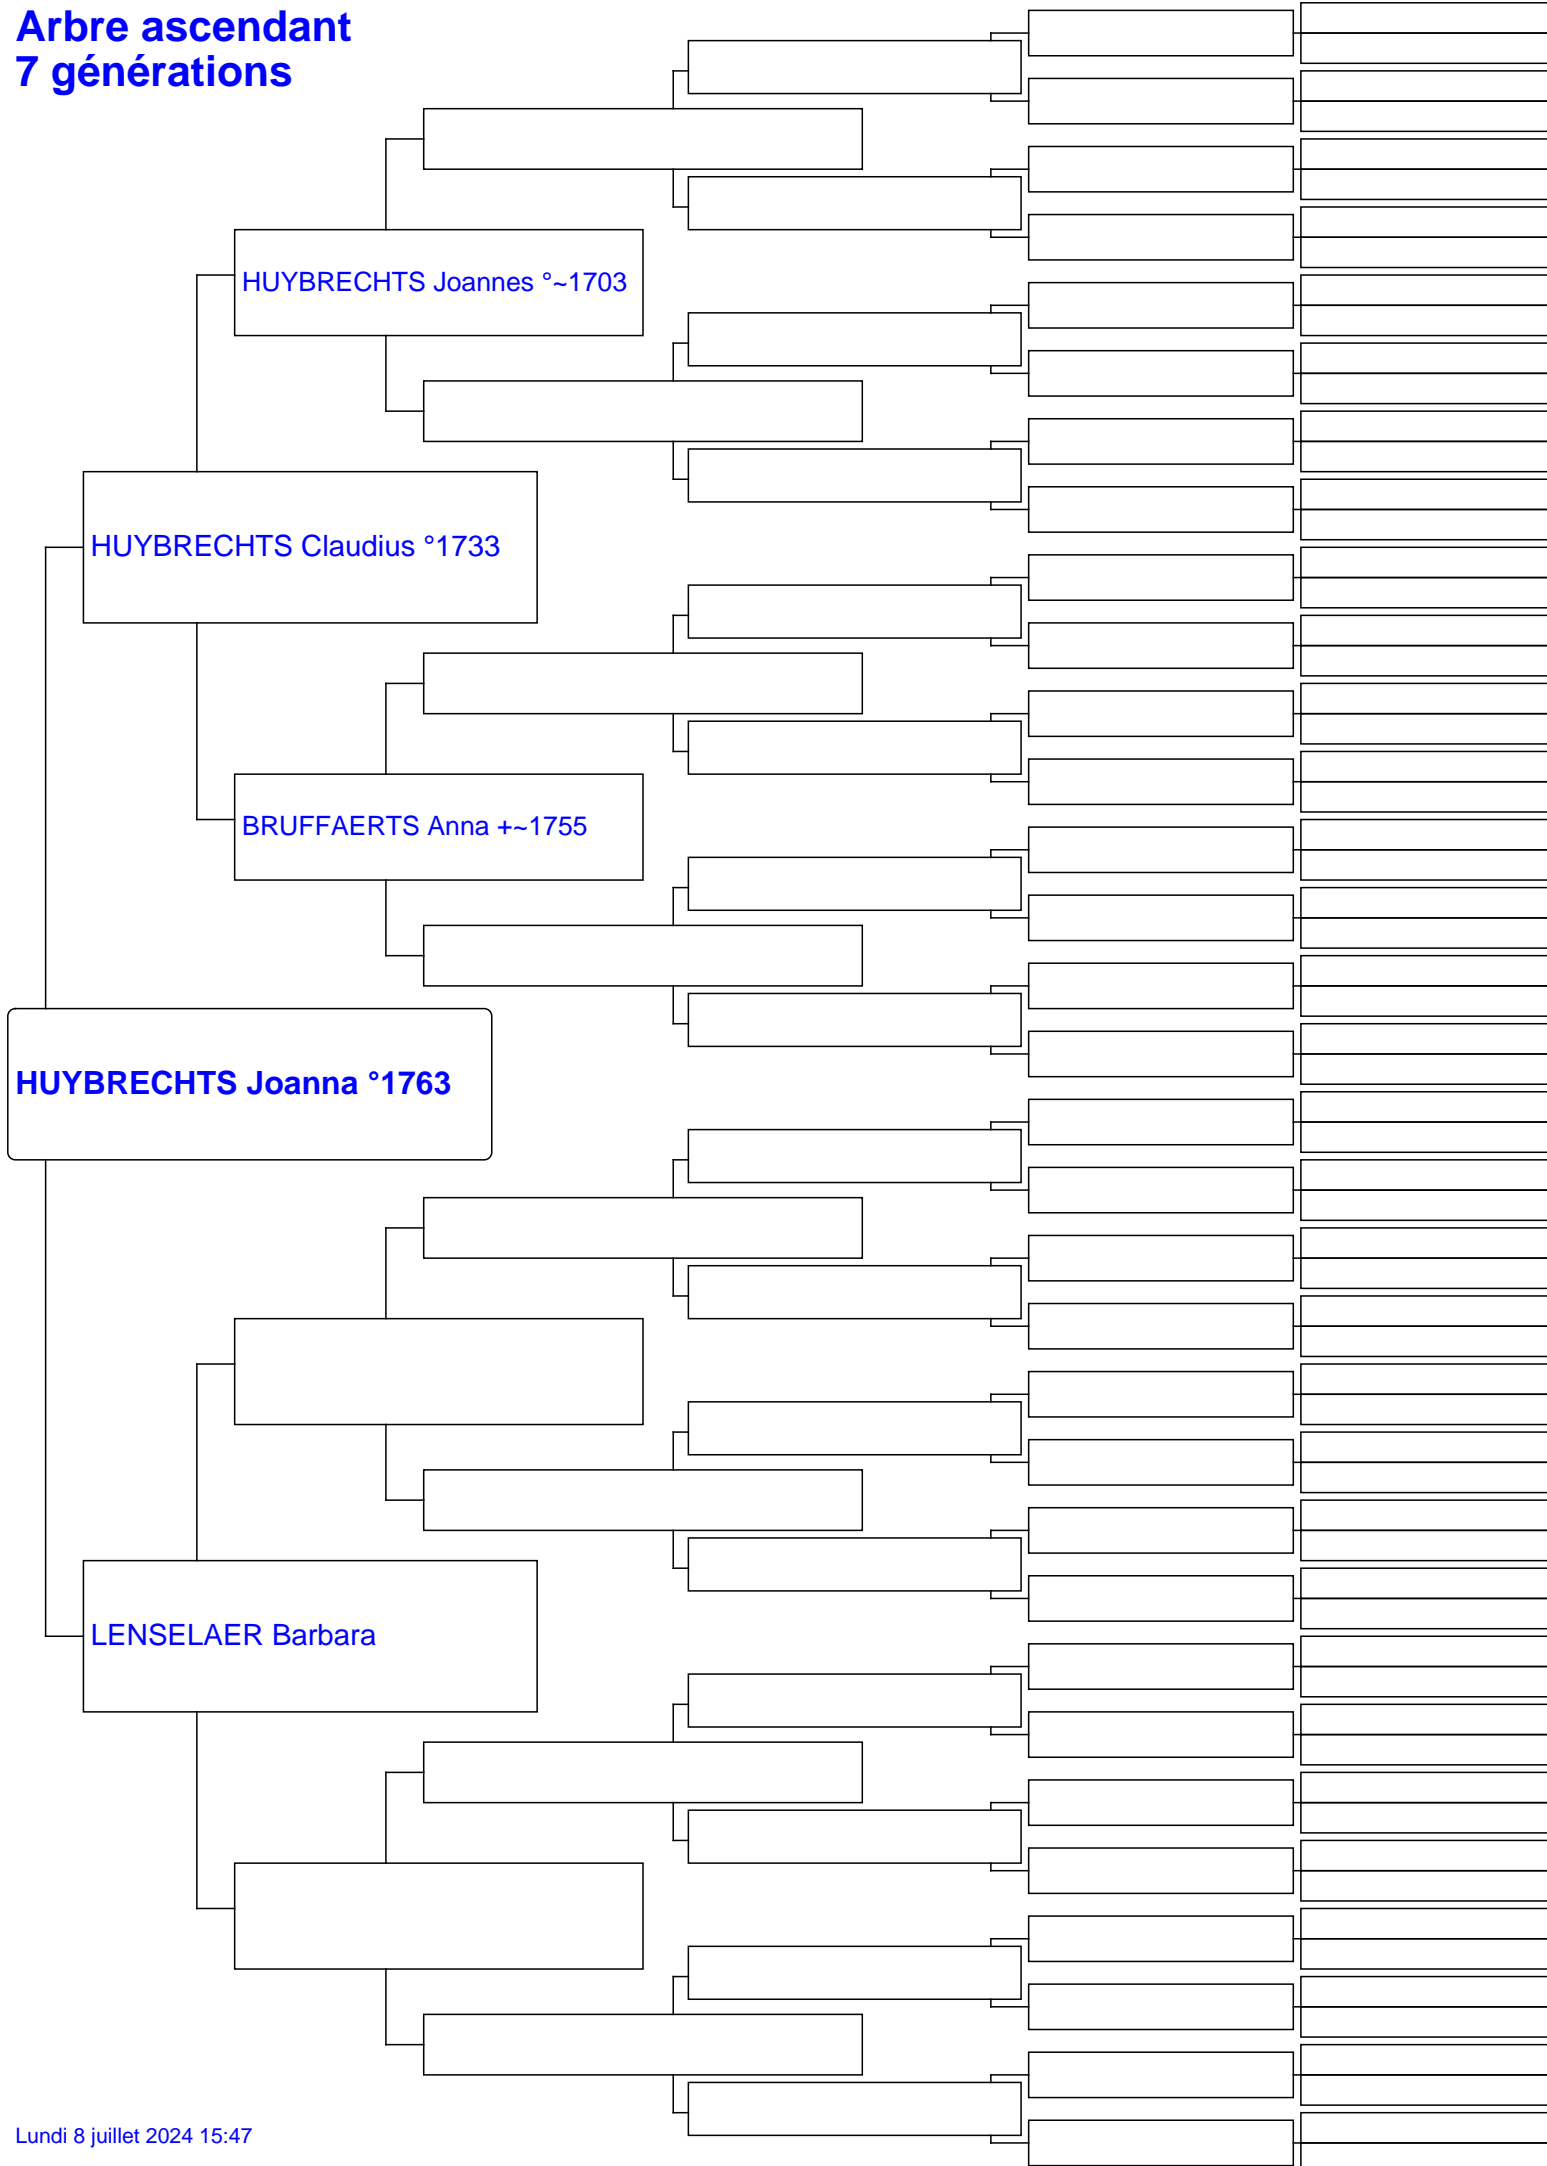 Arbre ascendant
7 générations
HUYBRECHTS Joannes °~1703
HUYBRECHTS Claudius °1733
BRUFFAERTS Anna +~1755
HUYBRECHTS Joanna °1763
LENSELAER Barbara
Lundi 8 juillet 2024 15:47